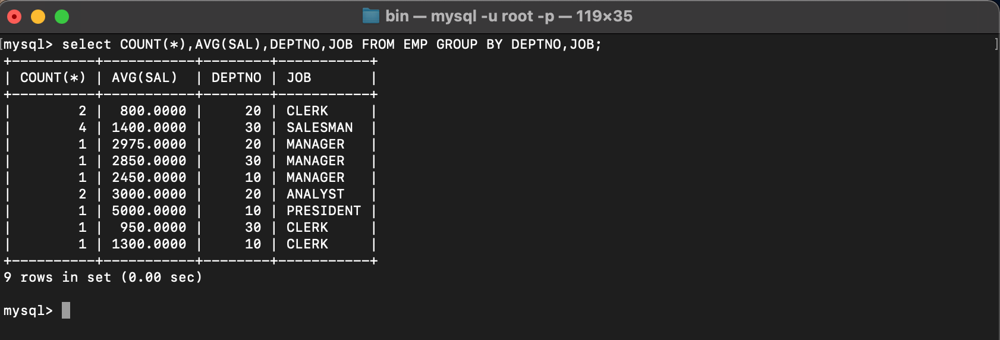 bin — mysql -u root -p — 119×35
[mysql> select COUNT(*),AVG(SAL),DEPTNO,JOB FROM EMP GROUP BY DEPTNO,JOB; ]
+----------+-----------+--------+-----------+
| COUNT(*) | AVG(SAL)  | DEPTNO | JOB       |
+----------+-----------+--------+-----------+
|        2 |  800.0000 |     20 | CLERK     |
|        4 | 1400.0000 |     30 | SALESMAN  |
|        1 | 2975.0000 |     20 | MANAGER   |
|        1 | 2850.0000 |     30 | MANAGER   |
|        1 | 2450.0000 |     10 | MANAGER   |
|        2 | 3000.0000 |     20 | ANALYST   |
|        1 | 5000.0000 |     10 | PRESIDENT |
|        1 |  950.0000 |     30 | CLERK     |
|        1 | 1300.0000 |     10 | CLERK     |
+----------+-----------+--------+-----------+
9 rows in set (0.00 sec)
mysql>